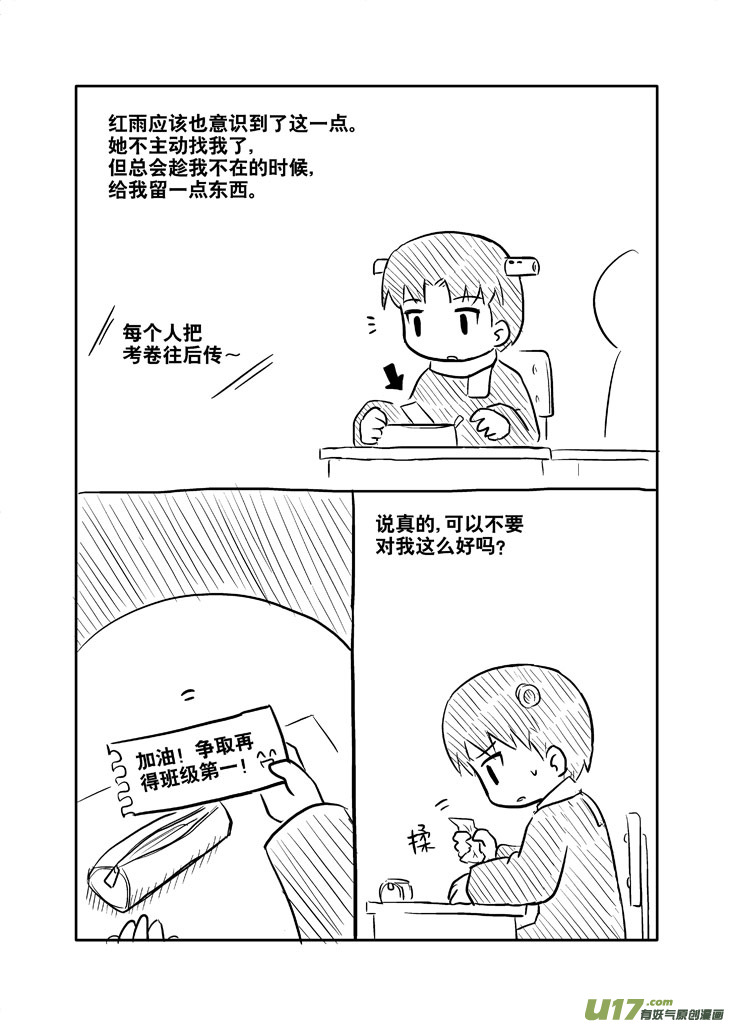 红雨应该也意识到了这一点。
她不主动找我了,
但总会趁我不在的时候,
给我留一点东西。
每个人把
考卷往后传～
加油！争取再
得班级第一！^^
说真的,可以不要
对我这么好吗?
揉
U17.com
有妖气原创漫画